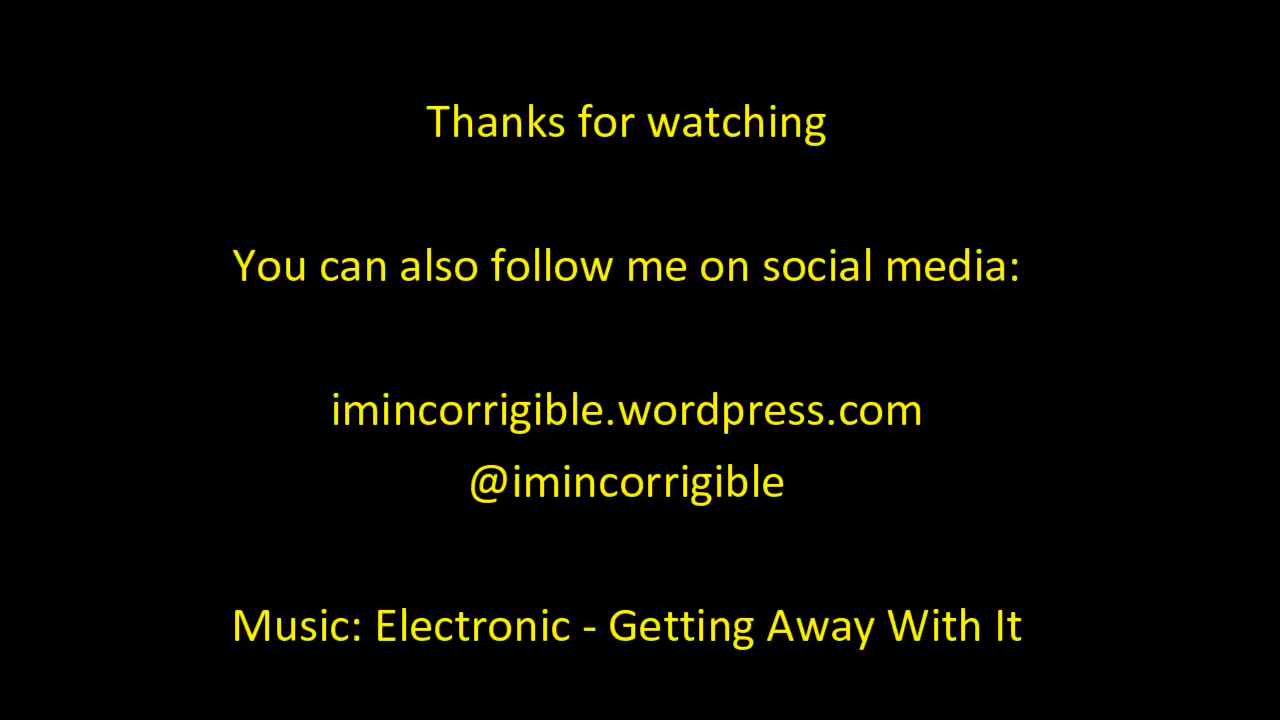 Thanks for watching
You can also follow me on social media:
imincorrigible.wordpress.com
@imincorrigible
Music: Electronic - Getting Away With It